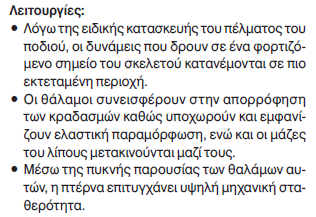 Λειτουργίες:
• Λόγω της ειδικής κατασκευής του πέλματος του
ποδιού, οι δυνάμεις που δρουν σε ένα φορτιζό-
μενο σημείο του σκελετού κατανέμονται σε πιο
εκτεταμένη περιοχή.
• Οι θάλαμοι συνεισφέρουν στην απορρόφηση
των κραδασμών καθώς υποχωρούν και εμφανί-
ζουν ελαστική παραμόρφωση, ενώ και οι μάζες
του λίπους μετακινούνται μαζί τους.
• Μέσω της πυκνής παρουσίας των θαλάμων αυ-
τών, η πτέρνα επιτυγχάνει υψηλή μηχανική στα-
θερότητα.